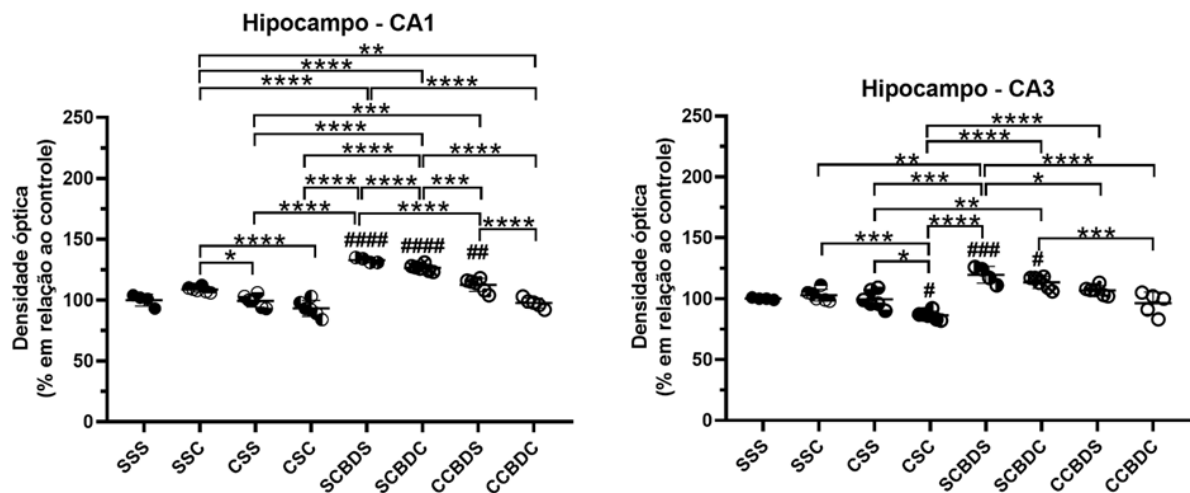 Hipocampo - CA1
**
****
**** ****
***
****
**** ****
**** **** ***
**** **** ****
**** #### #### ##
*
Densidade óptica
(% em relação ao controle)
250
200
150
100
50
0
SSS SSC CSS CSC SCBDS SCBDC CCBDS CCBDC
Hipocampo - CA3
****
****
** ****
*** *
**
*** **** ***
* ### #
#
Densidade óptica
(% em relação ao controle)
250
200
150
100
50
0
SSS SSC CSS CSC SCBDS SCBDC CCBDS CCBDC